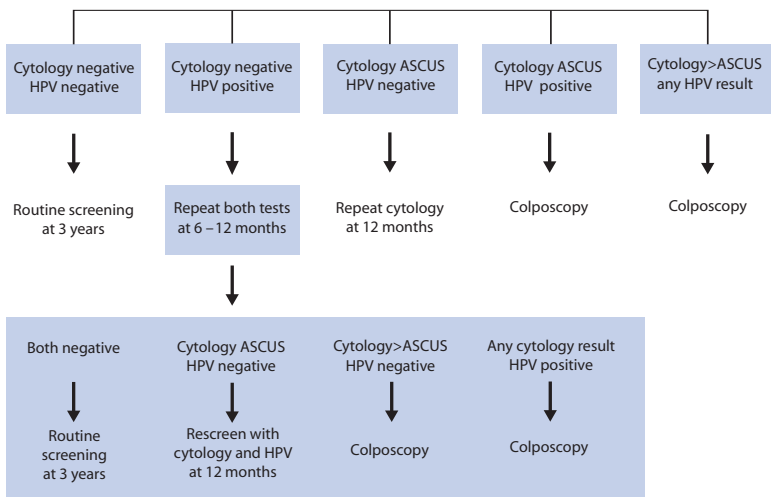 Cytology negative
HPV negative
Cytology negative
HPV positive
Cytology ASCUS
HPV negative
Cytology ASCUS
HPV positive
Cytology>ASCUS
any HPV result
Routine screening
at 3 years
Repeat both tests
at 6–12 months
Repeat cytology
at 12 months
Colposcopy
Colposcopy
Both negative
Cytology ASCUS
HPV negative
Cytology>ASCUS
HPV negative
Any cytology result
HPV positive
Routine
screening
at 3 years
Rescreen with
cytology and HPV
at 12 months
Colposcopy
Colposcopy